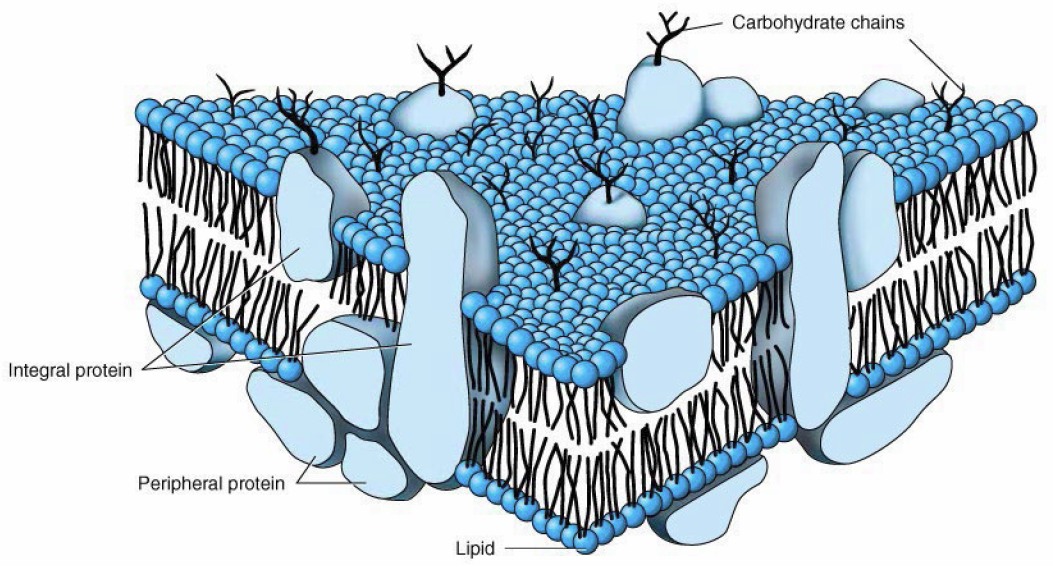 Carbohydrate chains
Integral protein
Peripheral protein
Lipid